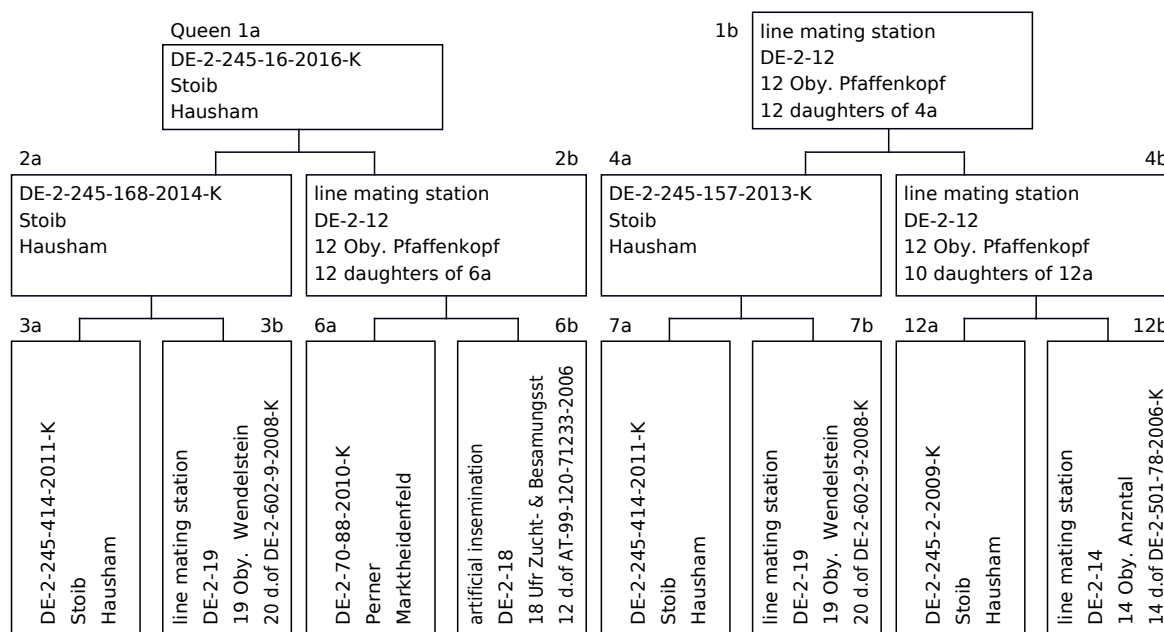 Queen 1a
DE-2-245-16-2016-K
Stoib
Hausham
1b
line mating station
DE-2-12
12 Oby. Pfaffenkopf
12 daughters of 4a
2a
DE-2-245-168-2014-K
Stoib
Hausham
2b
line mating station
DE-2-12
12 Oby. Pfaffenkopf
12 daughters of 6a
4a
DE-2-245-157-2013-K
Stoib
Hausham
4b
line mating station
DE-2-12
12 Oby. Pfaffenkopf
10 daughters of 12a
3a
DE-2-245-414-2011-K
Stoib
Hausham
3b
line mating station
DE-2-19
19 Oby. Wendelstein
20 d.of DE-2-602-9-2008-K
6a
DE-2-70-88-2010-K
Perner
Marktheidenfeld
6b
artificial insemination
DE-2-18
18 Ufr Zucht- & Besamungsst
12 d.of AT-99-120-71233-2006
7a
DE-2-245-414-2011-K
Stoib
Hausham
7b
line mating station
DE-2-19
19 Oby. Wendelstein
20 d.of DE-2-602-9-2008-K
12a
DE-2-245-2-2009-K
Stoib
Hausham
12b
line mating station
DE-2-14
14 Oby. Anzntal
14 d.of DE-2-501-78-2006-K